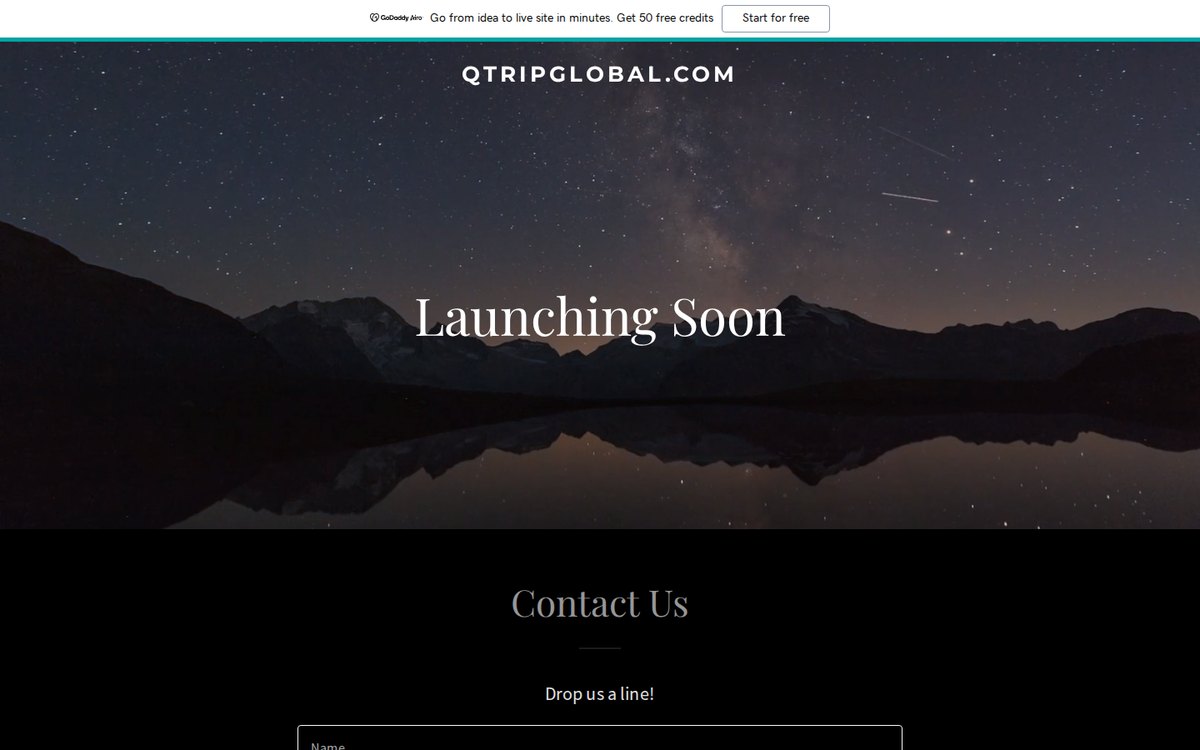 GoDaddy Airo Go from idea to live site in minutes. Get 50 free credits Start for free
QTRIPGLOBAL.COM
Launching Soon
Contact Us
Drop us a line!
Name